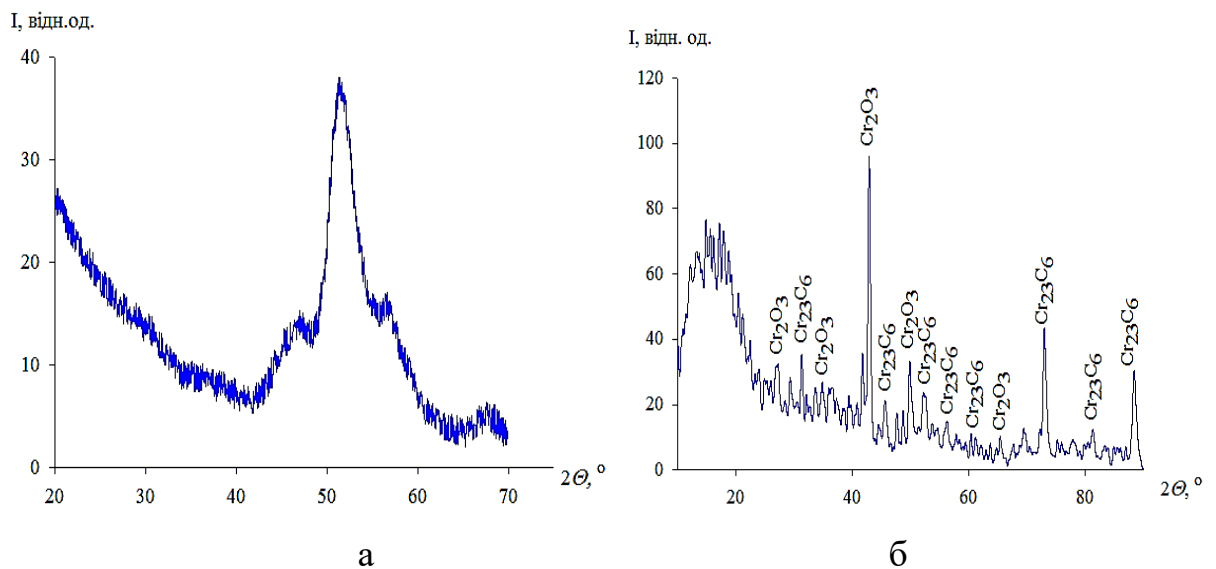 I, відн.од.
40
30
20
10
0
20 30 40 50 60 70
2Θ, °
а
I, відн. од.
120
100
80
60
40
20
0
Cr₂O₃
Cr₂₃C₆
Cr₂O₃
Cr₂O₃
Cr₂₃C₆
Cr₂O₃
Cr₂₃C₆
Cr₂₃C₆
Cr₂₃C₆
Cr₂O₃
Cr₂₃C₆
Cr₂₃C₆
Cr₂₃C₆
20 40 60 80
2Θ, °
б